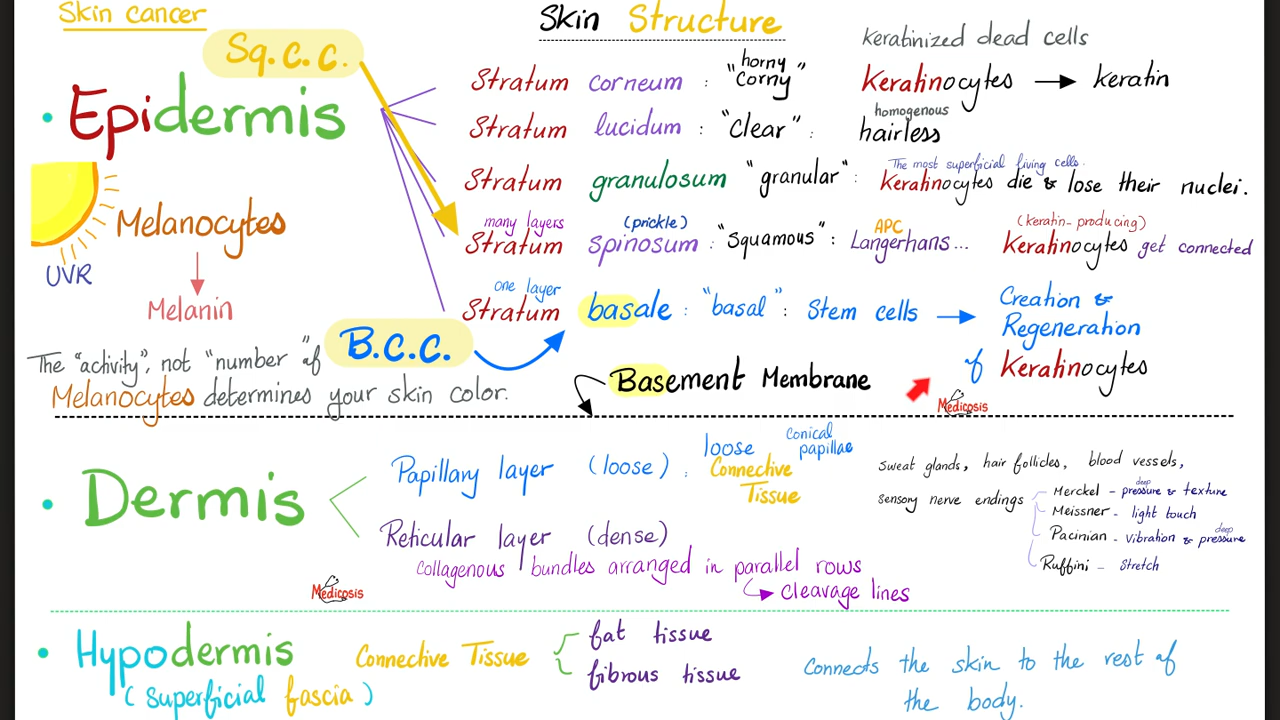 Skin cancer
Skin Structure
Sq.C.C.
keratinized dead cells
• Epidermis
Stratum corneum : "horny Corny" Keratinocytes → keratin
Stratum lucidum : "Clear" : homogenous hairless
The most superficial living cells.
Stratum granulosum "granular" : Keratinocytes die & lose their nuclei.
many layers (prickle) APC (keratin-producing)
Stratum spinosum : "Squamous" : Langerhans... Keratinocytes get connected
one layer
Stratum basale : "basal" : Stem cells → Creation & Regeneration
of Keratinocytes
UVR
Melanocytes
Melanin
B.C.C.
The "activity", not "number" of
Melanocytes determines your skin color.
Basement Membrane
Medicosis
• Dermis
Papillary layer (loose) : loose Connective Tissue
Conical papillae
Reticular layer (dense)
Collagenous bundles arranged in parallel rows
cleavage lines
Sweat glands, hair follicles, blood vessels,
Sensory nerve endings
Merckel - deep pressure & texture
Meissner - light touch
Pacinian - vibration & deep pressure
Ruffini - Stretch
Medicosis
• Hypodermis
(Superficial fascia)
Connective Tissue
fat tissue
fibrous tissue
Connects the skin to the rest of
the body.